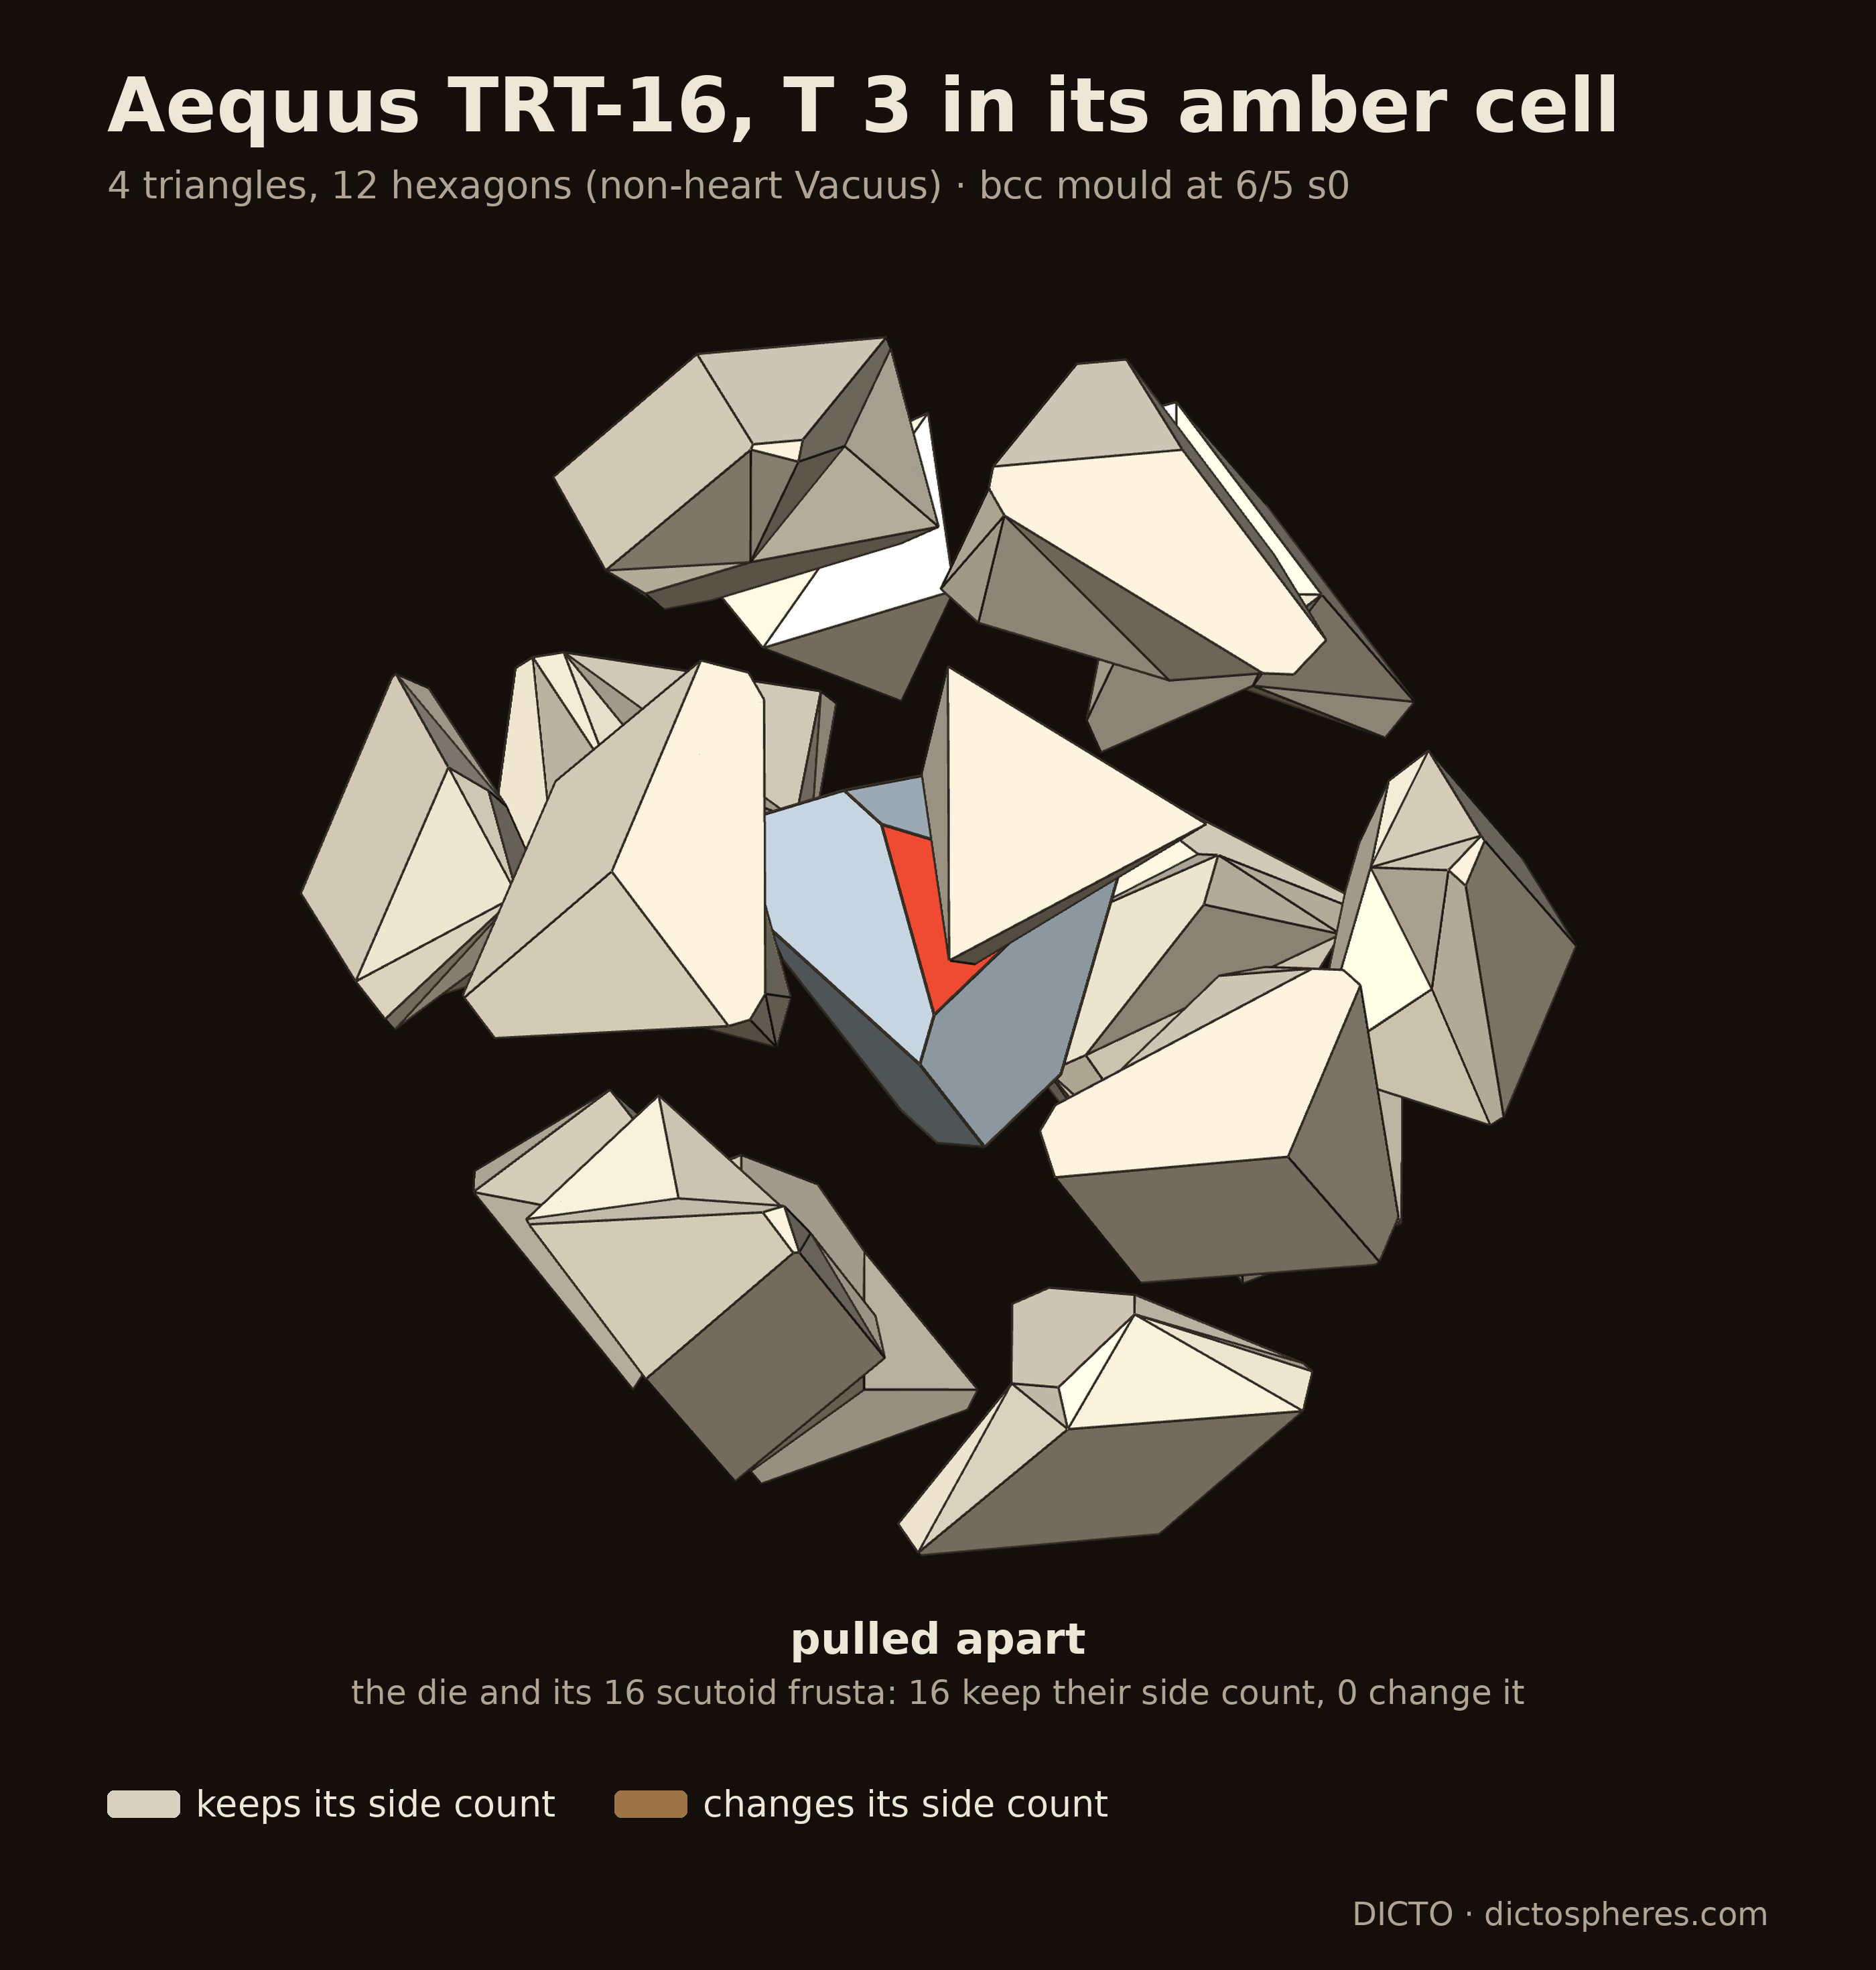 Aequus TRT-16, T 3 in its amber cell
4 triangles, 12 hexagons (non-heart Vacuus) · bcc mould at 6/5 s0
pulled apart
the die and its 16 scutoid frusta: 16 keep their side count, 0 change it
keeps its side count
changes its side count
DICTO · dictospheres.com